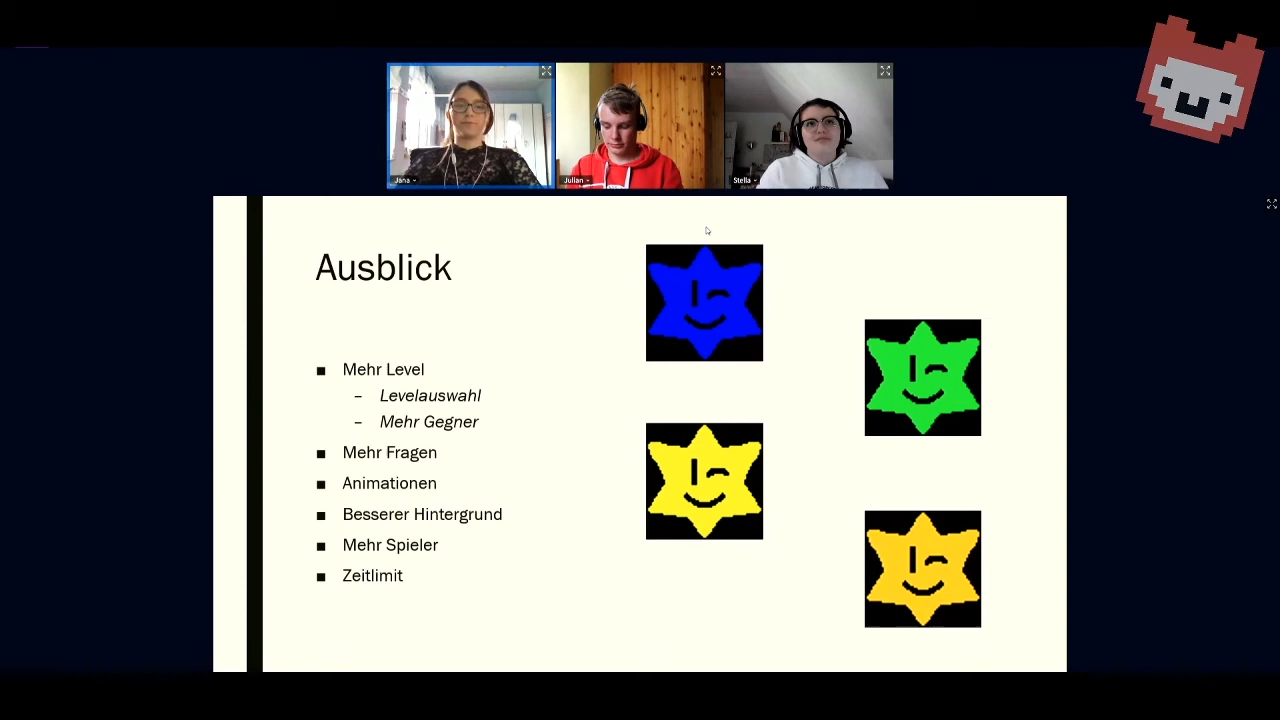 Jana
Julian
Stella
Ausblick
■ Mehr Level
– Levelauswahl
– Mehr Gegner
■ Mehr Fragen
■ Animationen
■ Besserer Hintergrund
■ Mehr Spieler
■ Zeitlimit